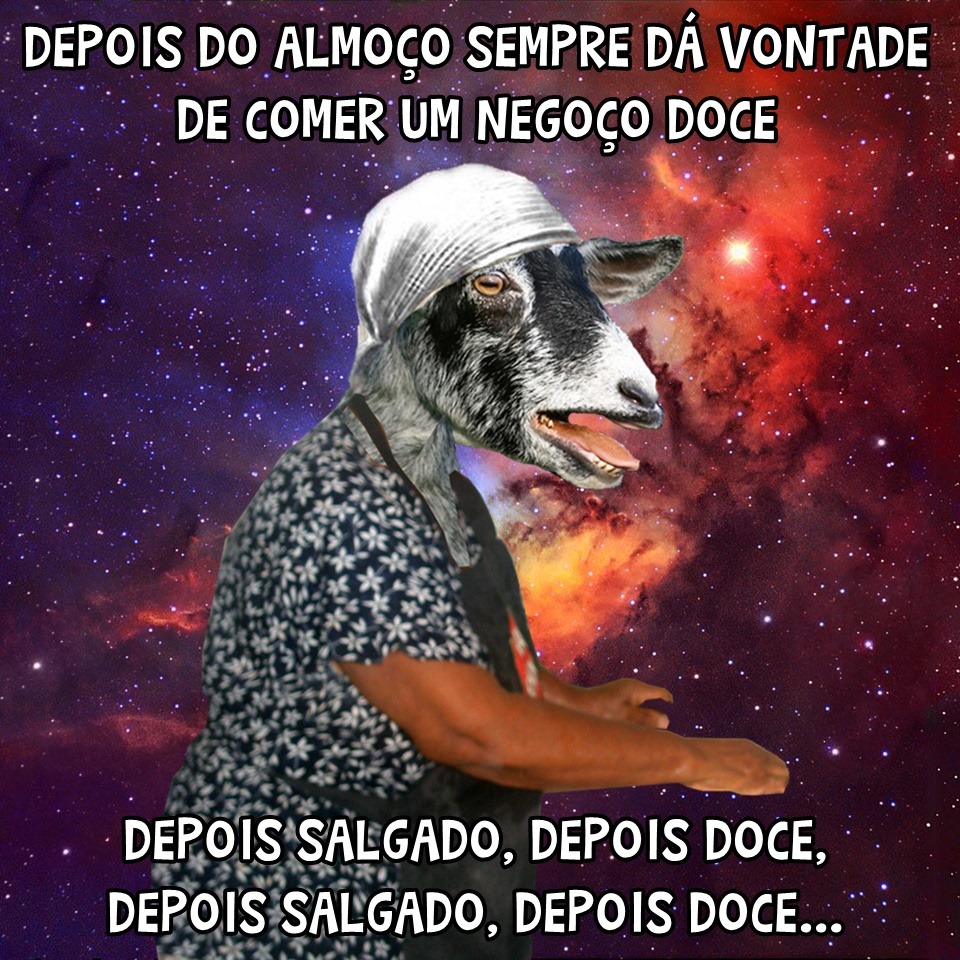 DEPOIS DO ALMOÇO SEMPRE DÁ VONTADE
DE COMER UM NEGOÇO DOCE
DEPOIS SALGADO, DEPOIS DOCE,
DEPOIS SALGADO, DEPOIS DOCE...